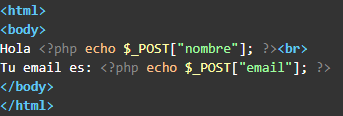 <html>
<body>
Hola <?php echo $_POST["nombre"]; ?><br>
Tu email es: <?php echo $_POST["email"]; ?>
</body>
</html>